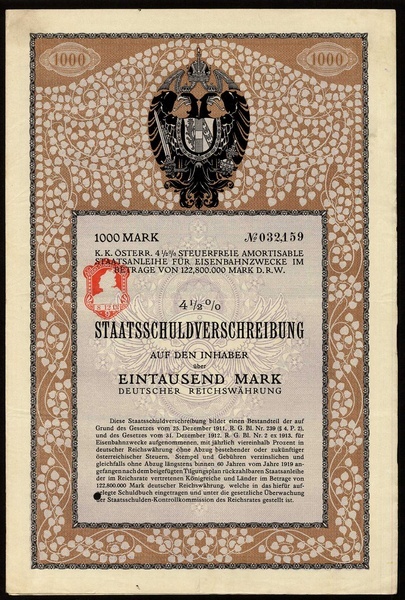 1000 1000
1000 MARK № 032,159
K. K. ÖSTERR. 4½% STEUERFREIE AMORTISABLE
STAATSANLEIHE FÜR EISENBAHNZWECKE IM
BETRAGE VON 122,800.000 MARK D. R. W.
4½%
STAATSSCHULDVERSCHREIBUNG
AUF DEN INHABER
über
EINTAUSEND MARK
DEUTSCHER REICHSWÄHRUNG
Diese Staatsschuldverschreibung bildet einen Bestandteil der auf
Grund des Gesetzes vom 25. Dezember 1911, R. G. Bl. Nr. 239 (§ 4. P. 2),
und des Gesetzes vom 31. Dezember 1912, R. G. Bl. Nr. 2 ex 1913, für
Eisenbahnzwecke aufgenommenen, mit jährlich viereinhalb Prozent in
deutscher Reichswährung ohne Abzug bestehender oder zukünftiger
österreichischer Steuern, Stempel und Gebühren verzinslichen und
gleichfalls ohne Abzug längstens binnen 60 Jahren vom Jahre 1919 an-
gefangen nach dem beigefügten Tilgungsplan rückzahlbaren Staatsanleihe
der im Reichsrate vertretenen Königreiche und Länder im Betrage von
122,800.000 Mark deutscher Reichswährung, welche in das hiefür auf-
gelegte Schuldbuch eingetragen und unter die gesetzliche Überwachung
der Staatsschulden-Kontrollkommission des Reichsrates gestellt ist.